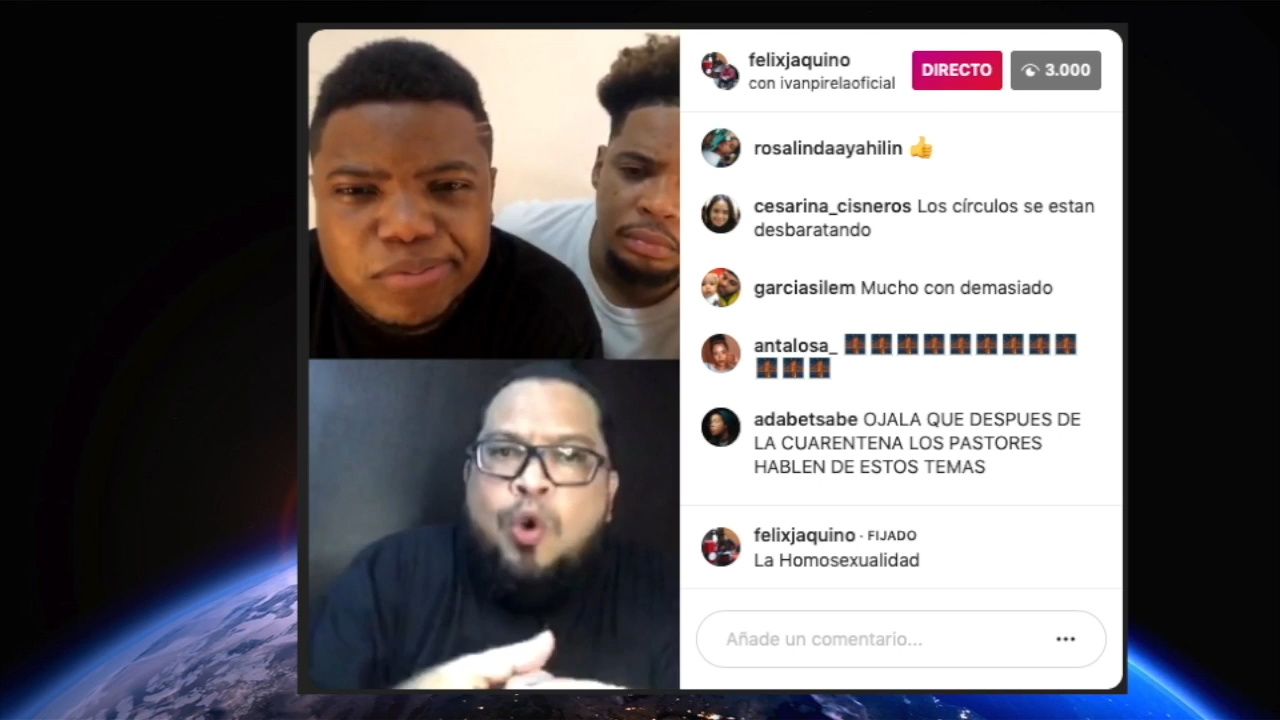 felixjaquino
con ivanpirelaoficial
DIRECTO
3.000
rosalindaayahilin 👍
cesarina_cisneros Los círculos se estan
desbaratando
garciasilem Mucho con demasiado
antalosa_
adabetsabe OJALA QUE DESPUES DE
LA CUARENTENA LOS PASTORES
HABLEN DE ESTOS TEMAS
felixjaquino · FIJADO
La Homosexualidad
Añade un comentario...